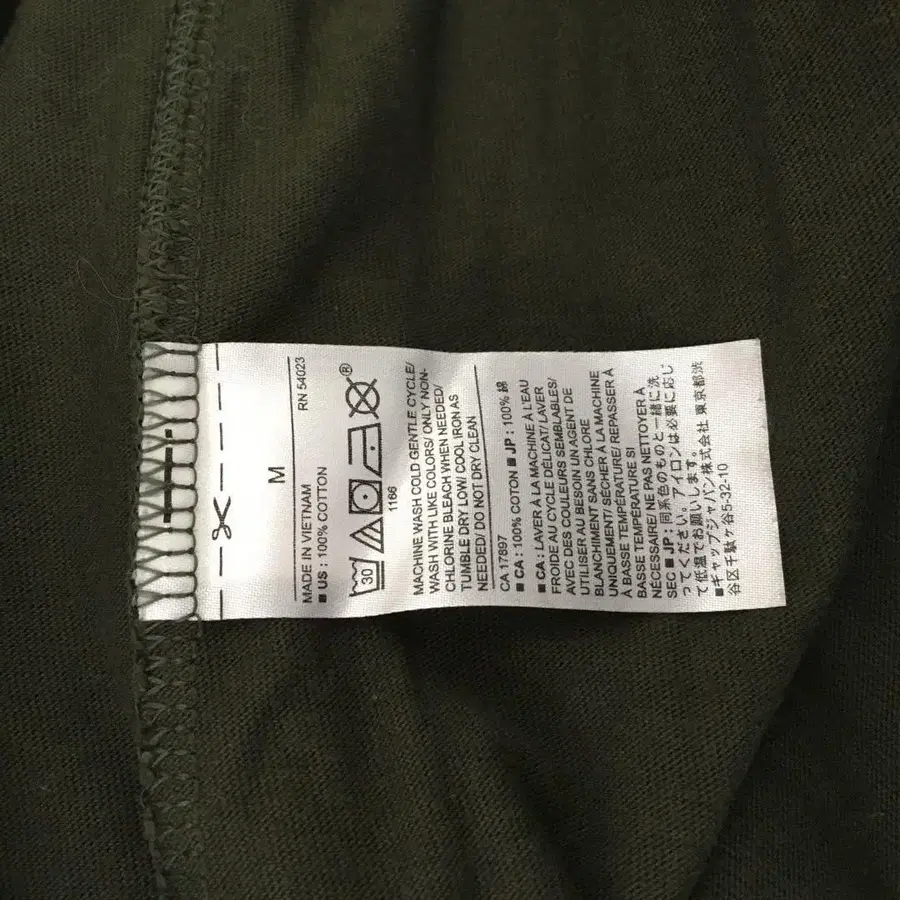 M
RN 54023
MADE IN VIETNAM
■ US : 100% COTTON
30
1166
MACHINE WASH COLD GENTLE CYCLE/
WASH WITH LIKE COLORS/ ONLY NON-
CHLORINE BLEACH WHEN NEEDED/
TUMBLE DRY LOW/ COOL IRON AS
NEEDED/ DO NOT DRY CLEAN
CA 17897
■ CA : 100% COTON ■ JP : 100% 綿
■ CA : LAVER À LA MACHINE À L'EAU
FROIDE AU CYCLE DÉLICAT/ LAVER
AVEC DES COULEURS SEMBLABLES/
UTILISER AU BESOIN UN AGENT DE
BLANCHIMENT SANS CHLORE
UNIQUEMENT/ SÉCHER À LA MACHINE
À BASSE TEMPÉRATURE/ REPASSER À
BASSE TEMPÉRATURE SI
NÉCESSAIRE/ NE PAS NETTOYER À
SEC ■ JP : 同系色のものと一緒に洗
ってください。アイロンは必要に応じ
て低温でお願いします。
■ギャップジャパン株式会社 東京都渋
谷区千駄ヶ谷5-32-10